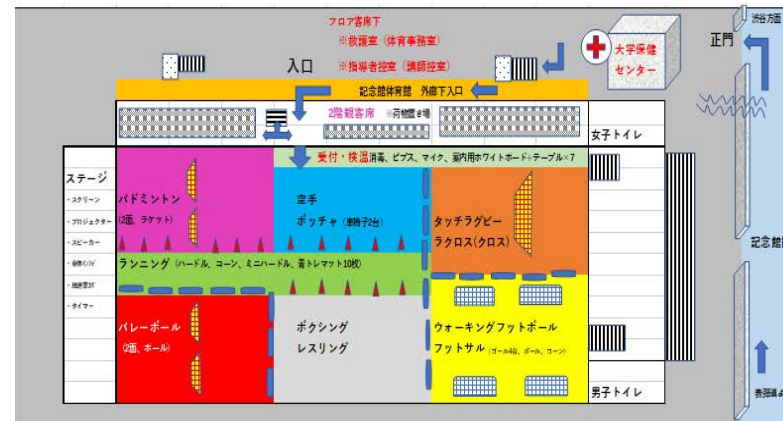 フロア客席下
※救護室（体育事務室）
入口
※指導者控室（講師控室）
大学保健
センター
正門
渋谷方面
記念館体育館 外廊下入口
2階観客席 ※荷物置き場
女子トイレ
受付・検温消毒、ビブス、マイク、案内用ホワイトボード+テーブル×7
ステージ
・スクリーン
・プロジェクター
・スピーカー
・タイマー
バドミントン
(2面、ラケット)
空手
ボッチャ（車椅子2台）
タッチラグビー
ラクロス(クロス)
ランニング（ハードル、コーン、ミニハードル、青トレマット10枚）
バレーボール
(2面、ボール)
ボクシング
レスリング
ウォーキングフットボール
フットサル（ゴール4台、ボール、コーン）
男子トイレ
記念館